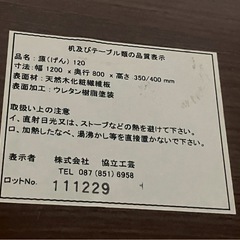 机及びテーブル類の品質表示
品名：源（げん）120
寸法：幅 1200 × 奥行 800 × 高さ 350/400 mm
表面材：天然木化粧繊維板
表面加工：ウレタン樹脂塗装
取扱い上の注意
イ、直射日光又は、ストーブなどの熱を避けて下さい。
ロ、加熱したなべ、湯沸かし等を直接置かないで下さい。
表示者 株式会社 協立工芸
TEL 087(851)6958
ロットNo. 111229